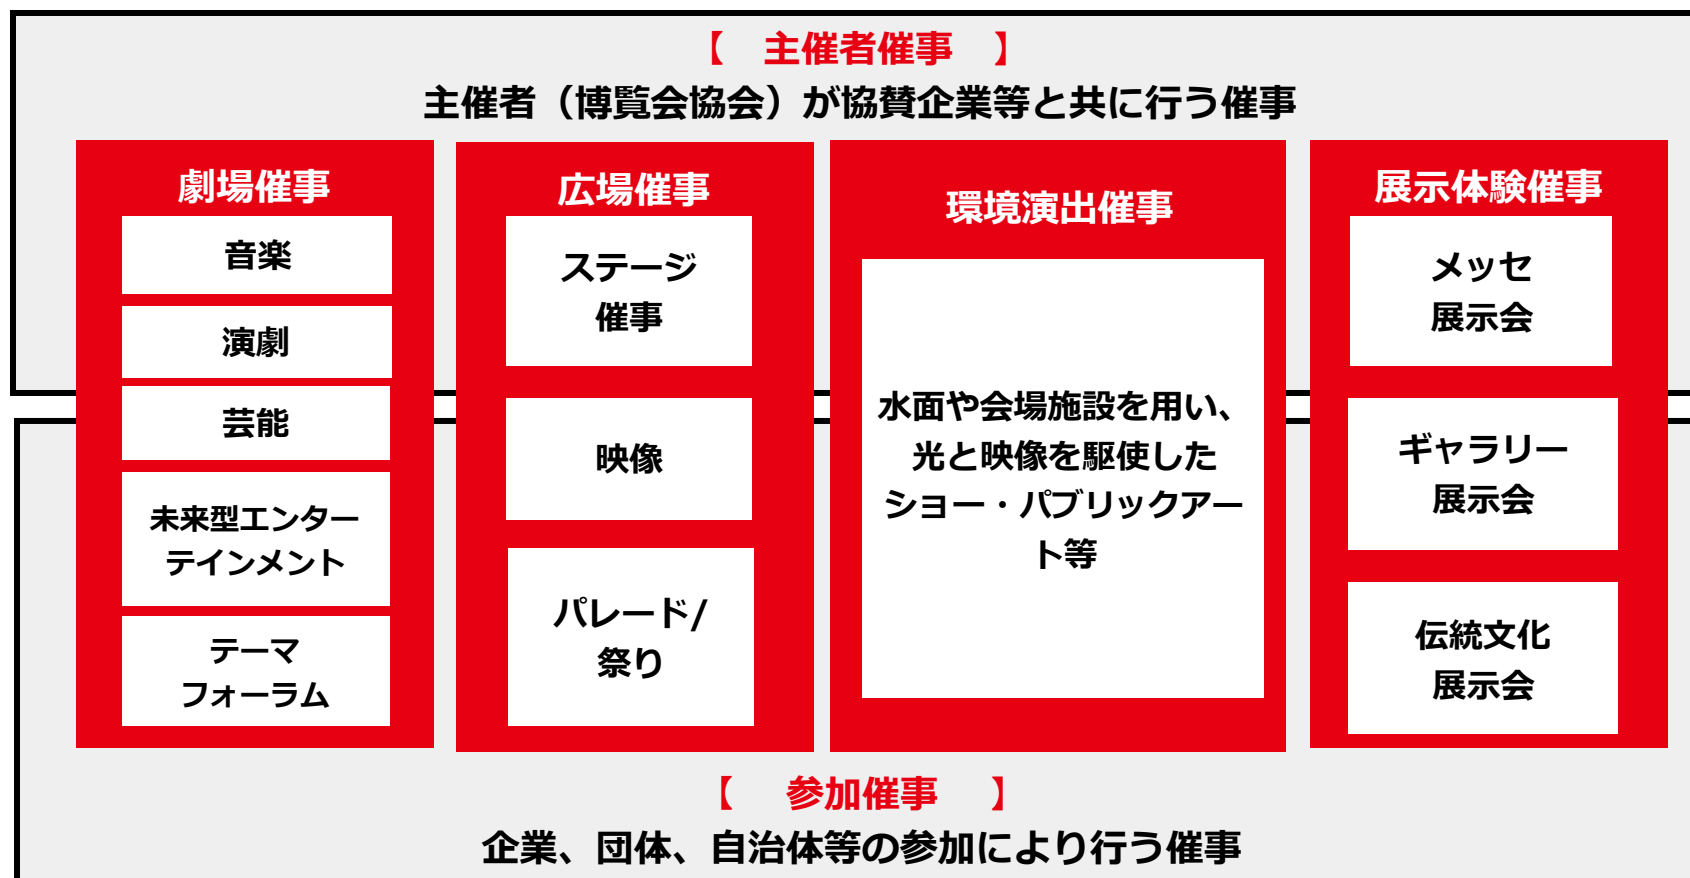 【 主催者催事 】
主催者（博覧会協会）が協賛企業等と共に行う催事
劇場催事
音楽
演劇
芸能
未来型エンター
テインメント
テーマ
フォーラム
広場催事
ステージ
催事
映像
パレード/
祭り
環境演出催事
水面や会場施設を用い、
光と映像を駆使した
ショー・パブリックアー
ト等
展示体験催事
メッセ
展示会
ギャラリー
展示会
伝統文化
展示会
【 参加催事 】
企業、団体、自治体等の参加により行う催事